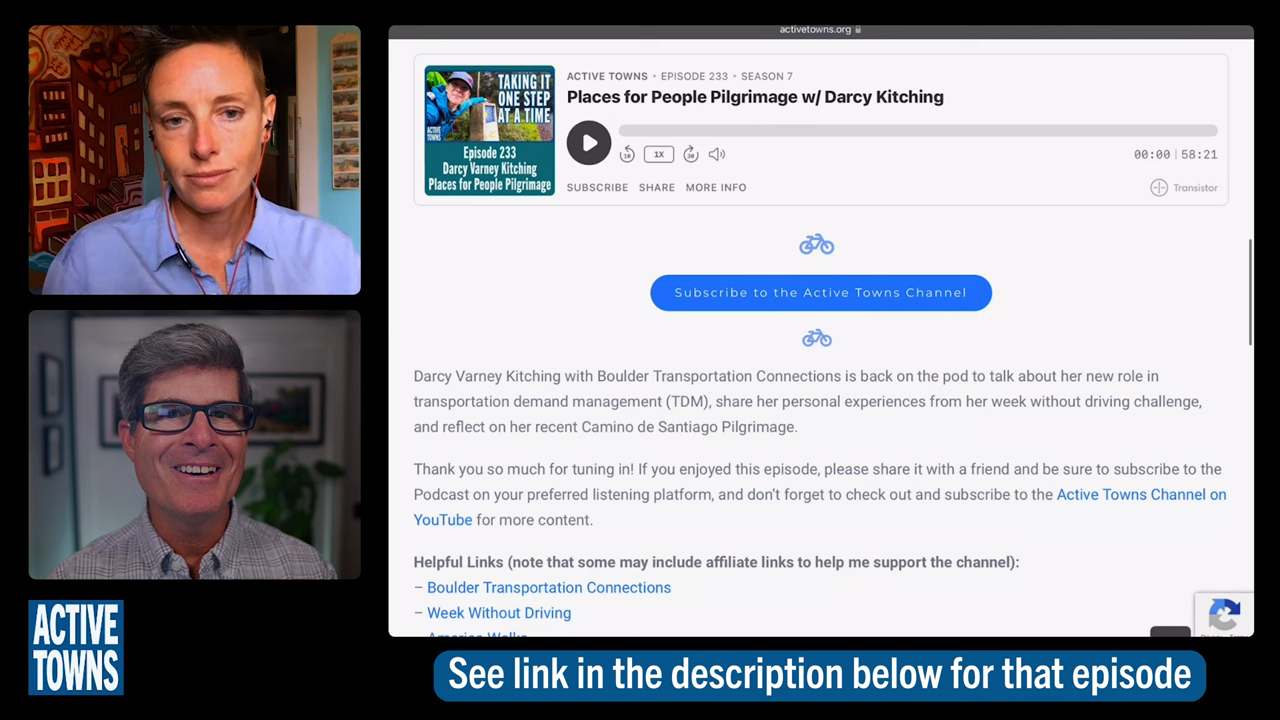 activetowns.org
TAKING IT
ONE STEP
AT A TIME
ACTIVE
TOWNS
Episode 233
Darcy Varney Kitching
Places for People Pilgrimage
ACTIVE TOWNS • EPISODE 233 • SEASON 7
Places for People Pilgrimage w/ Darcy Kitching
1X
00:00 | 58:21
SUBSCRIBE SHARE MORE INFO
Transistor
Subscribe to the Active Towns Channel
Darcy Varney Kitching with Boulder Transportation Connections is back on the pod to talk about her new role in
transportation demand management (TDM), share her personal experiences from her week without driving challenge,
and reflect on her recent Camino de Santiago Pilgrimage.
Thank you so much for tuning in! If you enjoyed this episode, please share it with a friend and be sure to subscribe to the
Podcast on your preferred listening platform, and don’t forget to check out and subscribe to the Active Towns Channel on
YouTube for more content.
Helpful Links (note that some may include affiliate links to help me support the channel):
– Boulder Transportation Connections
– Week Without Driving
– America Walks
ACTIVE
TOWNS
See link in the description below for that episode